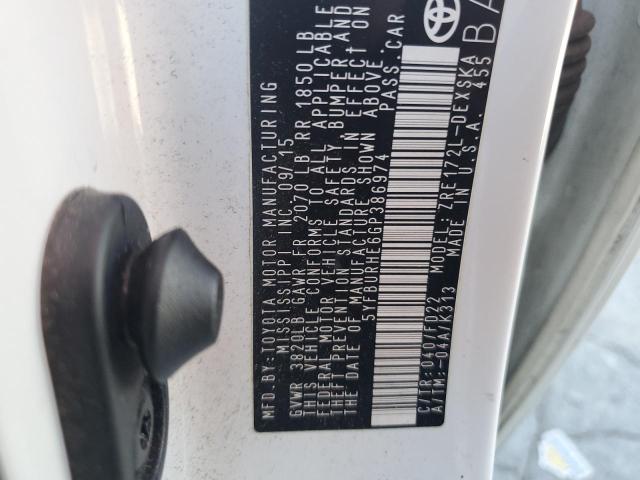 MFD.BY:TOYOTA MOTOR MANUFACTURING
MISSISSIPPI INC. 09/15
GVWR 3820LB GAWR FR 2070 LB RR 1850 LB
THIS VEHICLE CONFORMS TO ALL APPLICABLE
FEDERAL MOTOR VEHICLE SAFETY BUMPER AND
THEFT PREVENTION STANDARDS IN EFFECT ON
THE DATE OF MANUFACTURE SHOWN ABOVE.
5YFBURHE6GP386974 PASS.CAR
C/TR: 040/FD22 MODEL: ZRE172L-DEXSKA
A/TM:-04A/K313 MADE IN U.S.A. 455
BA